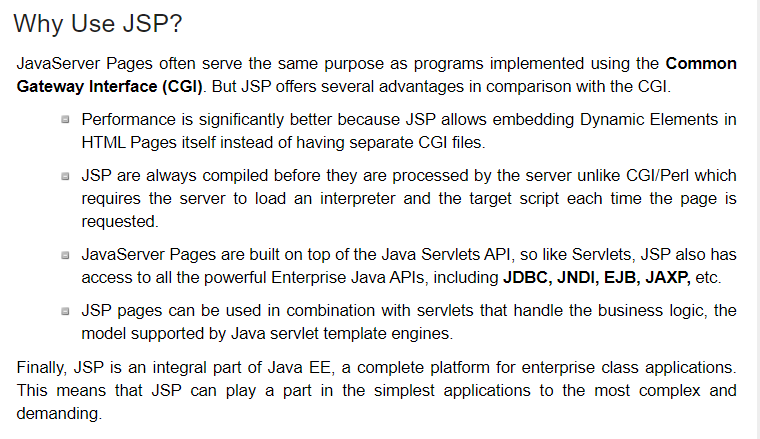 Why Use JSP?
JavaServer Pages often serve the same purpose as programs implemented using the Common
Gateway Interface (CGI). But JSP offers several advantages in comparison with the CGI.
Performance is significantly better because JSP allows embedding Dynamic Elements in
HTML Pages itself instead of having separate CGI files.
JSP are always compiled before they are processed by the server unlike CGI/Perl which
requires the server to load an interpreter and the target script each time the page is
requested.
JavaServer Pages are built on top of the Java Servlets API, so like Servlets, JSP also has
access to all the powerful Enterprise Java APIs, including JDBC, JNDI, EJB, JAXP, etc.
JSP pages can be used in combination with servlets that handle the business logic, the
model supported by Java servlet template engines.
Finally, JSP is an integral part of Java EE, a complete platform for enterprise class applications.
This means that JSP can play a part in the simplest applications to the most complex and
demanding.